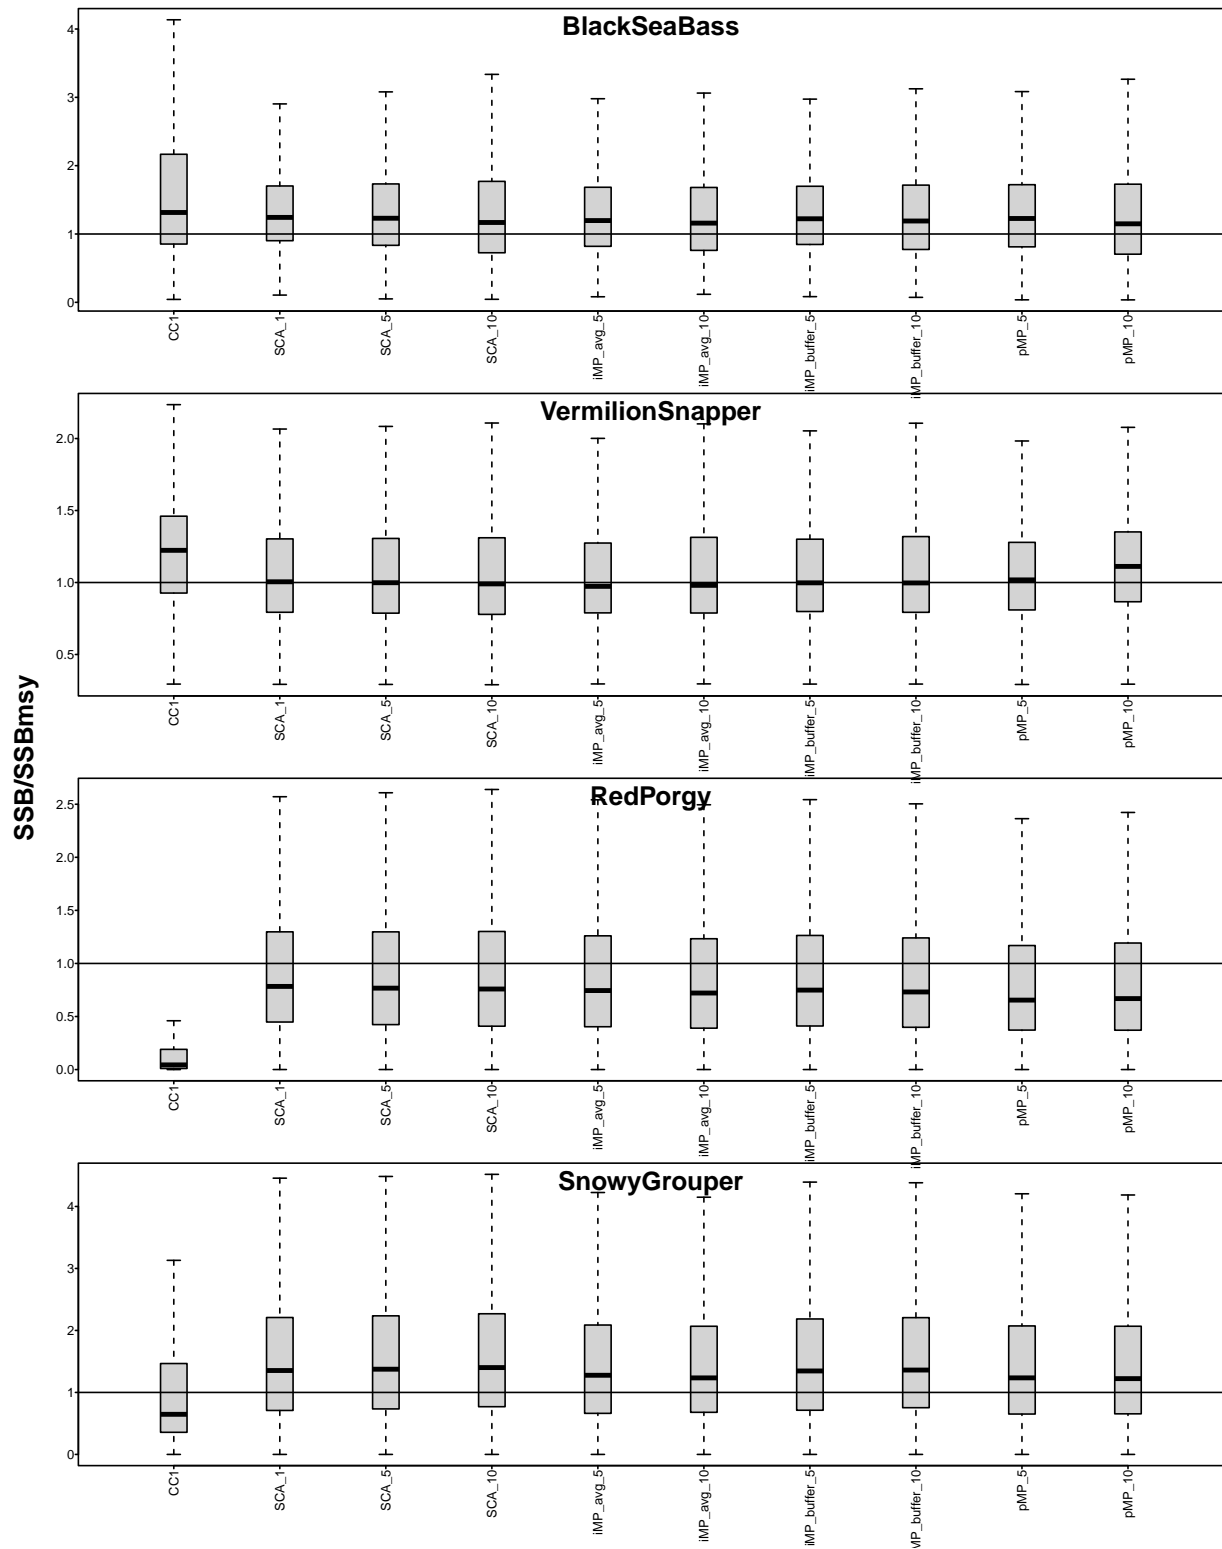 SSB/SSBmsy
BlackSeaBass
4
3
2
1
0
CC1
SCA_1
SCA_5
SCA_10
iMP_avg_5
iMP_avg_10
iMP_buffer_5
iMP_buffer_10
pMP_5
pMP_10
VermilionSnapper
2.0
1.5
1.0
0.5
CC1
SCA_1
SCA_5
SCA_10
iMP_avg_5
iMP_avg_10
iMP_buffer_5
iMP_buffer_10
pMP_5
pMP_10
RedPorgy
2.5
2.0
1.5
1.0
0.5
0.0
CC1
SCA_1
SCA_5
SCA_10
iMP_avg_5
iMP_avg_10
iMP_buffer_5
iMP_buffer_10
pMP_5
pMP_10
SnowyGrouper
4
3
2
1
0
CC1
SCA_1
SCA_5
SCA_10
iMP_avg_5
iMP_avg_10
iMP_buffer_5
MP_buffer_10
pMP_5
pMP_10